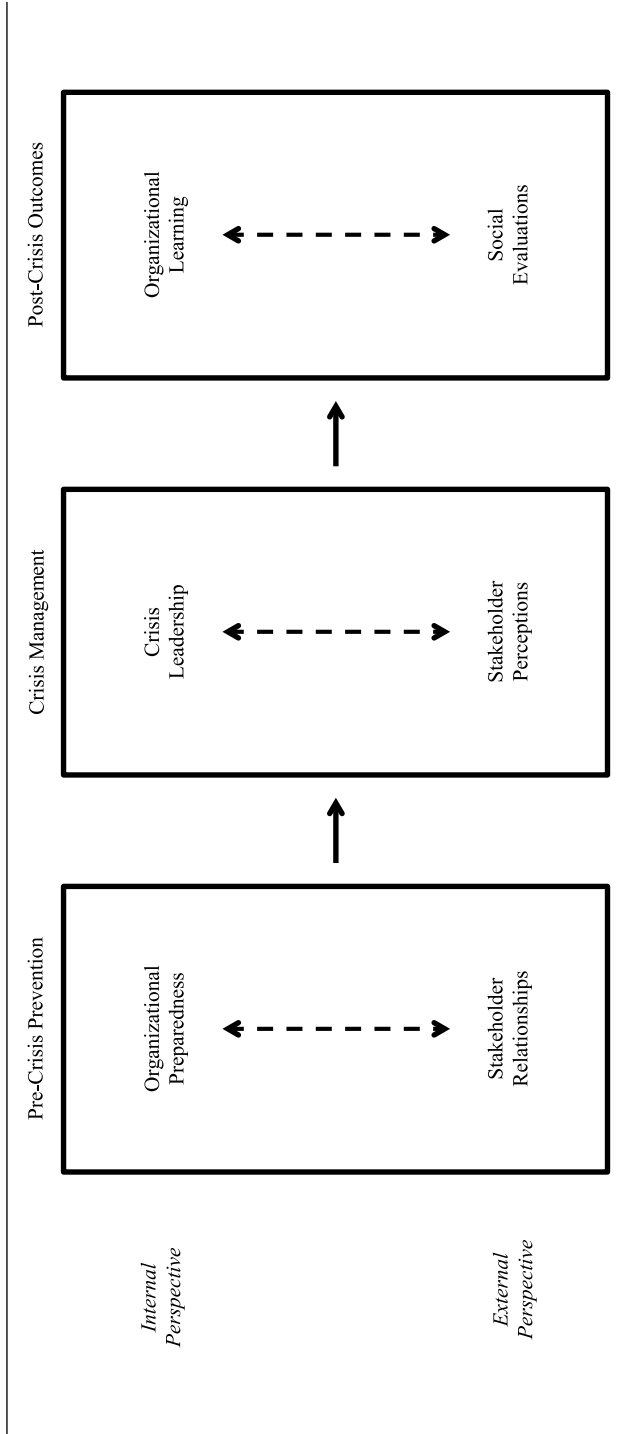 Pre-Crisis Prevention
Crisis Management
Post-Crisis Outcomes
Internal
Perspective
Organizational
Preparedness
Crisis
Leadership
Organizational
Learning
External
Perspective
Stakeholder
Relationships
Stakeholder
Perceptions
Social
Evaluations